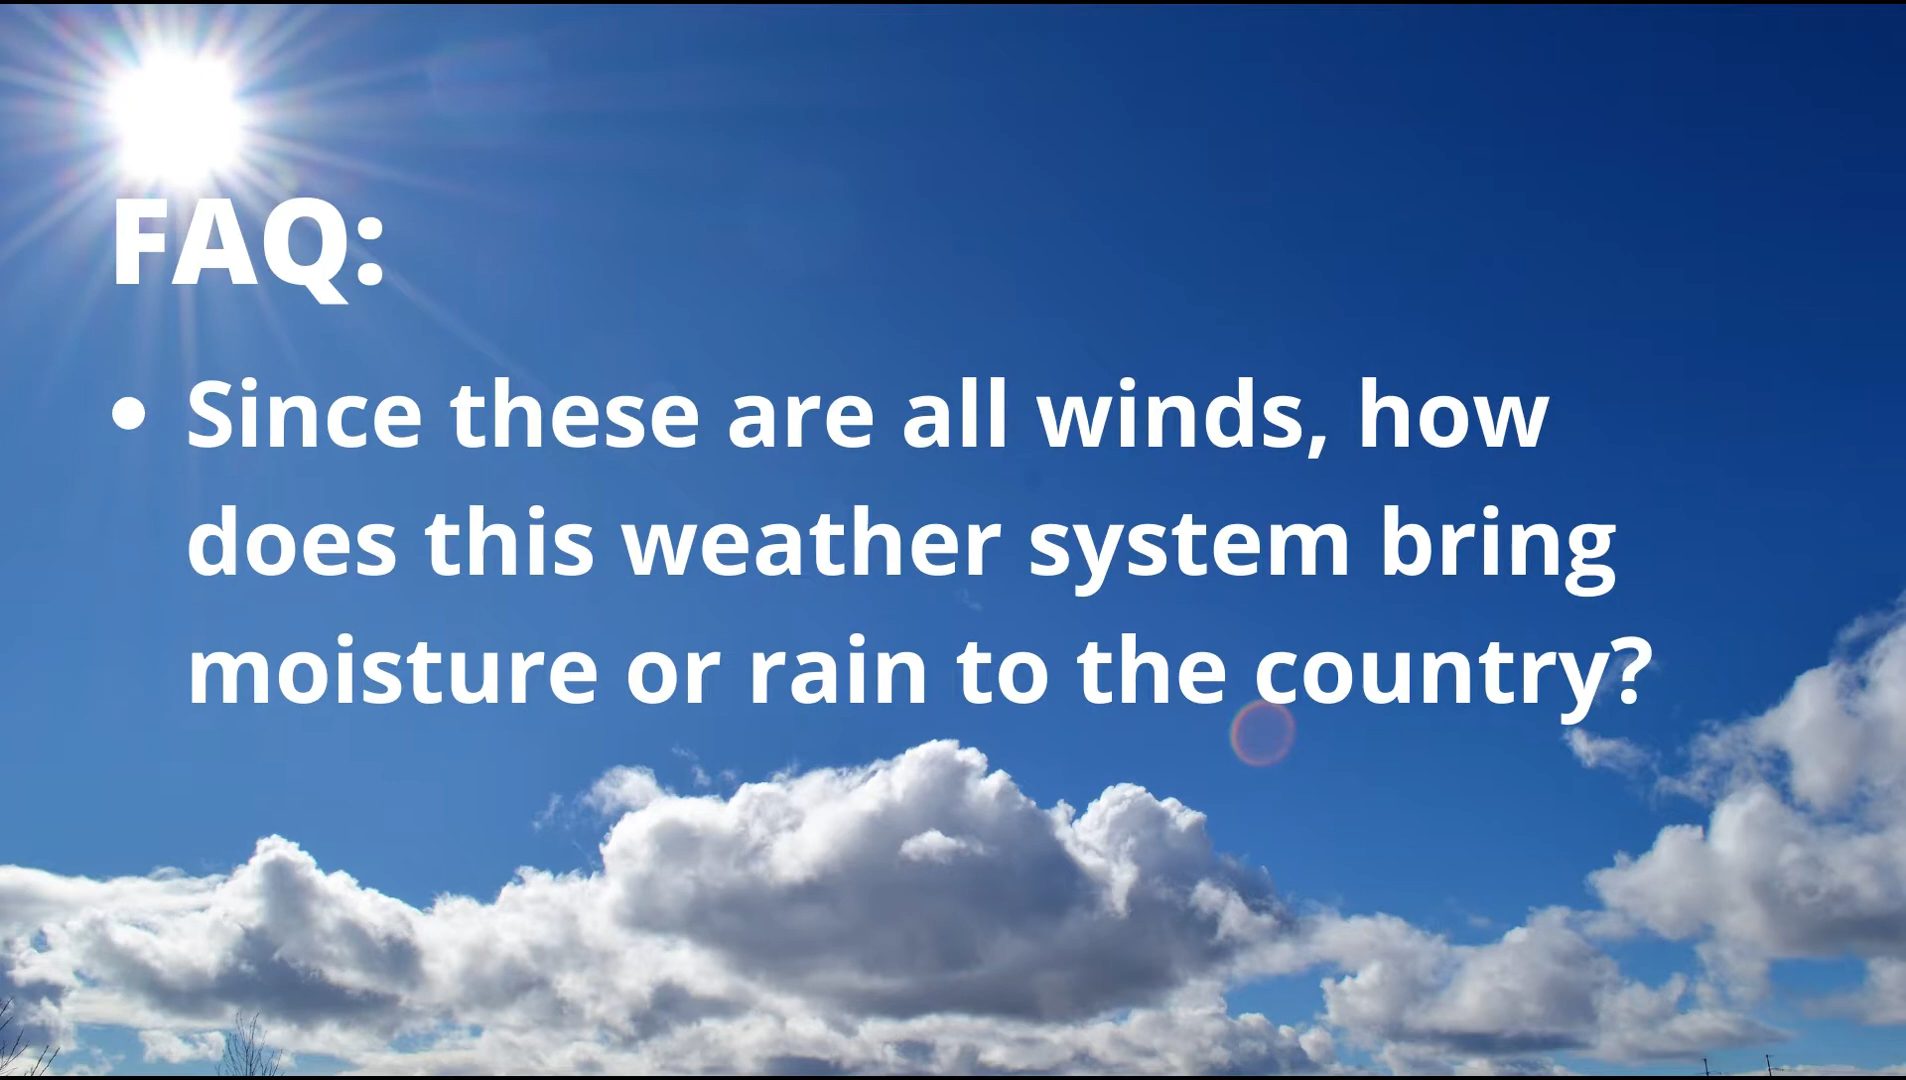 FAQ:
• Since these are all winds, how
does this weather system bring
moisture or rain to the country?